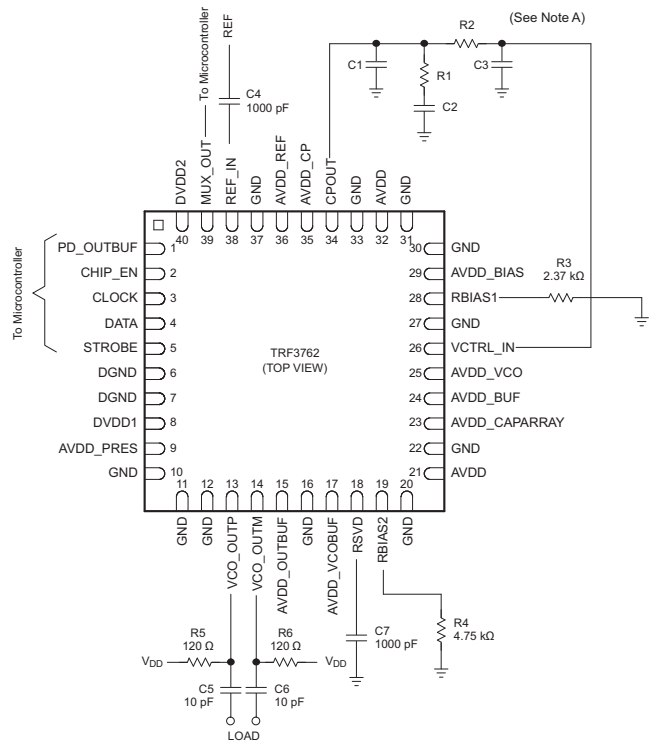 To Microcontroller
REF
C4
1000 pF
(See Note A)
R2
C1
R1
C3
C2
DVDD2
MUX_OUT
REF_IN
GND
AVDD_REF
AVDD_CP
CPOUT
GND
AVDD
GND
40
39
38
37
36
35
34
33
32
31
To Microcontroller
PD_OUTBUF 1
CHIP_EN 2
CLOCK 3
DATA 4
STROBE 5
DGND 6
DGND 7
DVDD1 8
AVDD_PRES 9
GND 10
TRF3762
(TOP VIEW)
30 GND
29 AVDD_BIAS
28 RBIAS1
27 GND
26 VCTRL_IN
25 AVDD_VCO
24 AVDD_BUF
23 AVDD_CAPARRAY
22 GND
21 AVDD
R3
2.37 kΩ
11
12
13
14
15
16
17
18
19
20
GND
GND
VCO_OUTP
VCO_OUTM
AVDD_OUTBUF
GND
AVDD_VCOBUF
RSVD
RBIAS2
GND
R5
120 Ω
R6
120 Ω
VDD
VDD
C5
10 pF
C6
10 pF
LOAD
C7
1000 pF
R4
4.75 kΩ